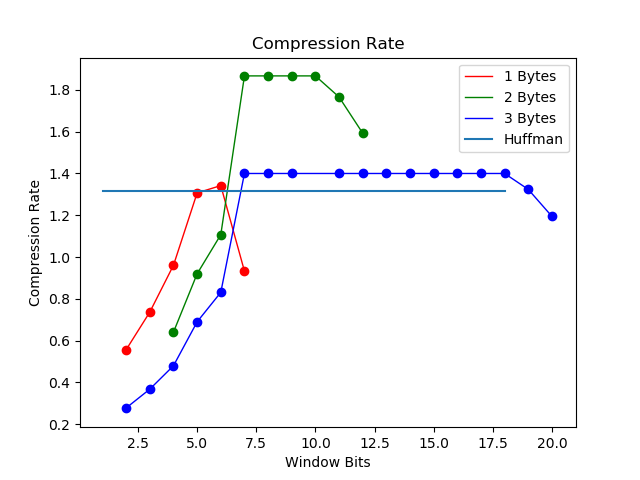 Compression Rate
1 Bytes
2 Bytes
3 Bytes
Huffman
Compression Rate
1.8
1.6
1.4
1.2
1.0
0.8
0.6
0.4
0.2
2.5 5.0 7.5 10.0 12.5 15.0 17.5 20.0
Window Bits